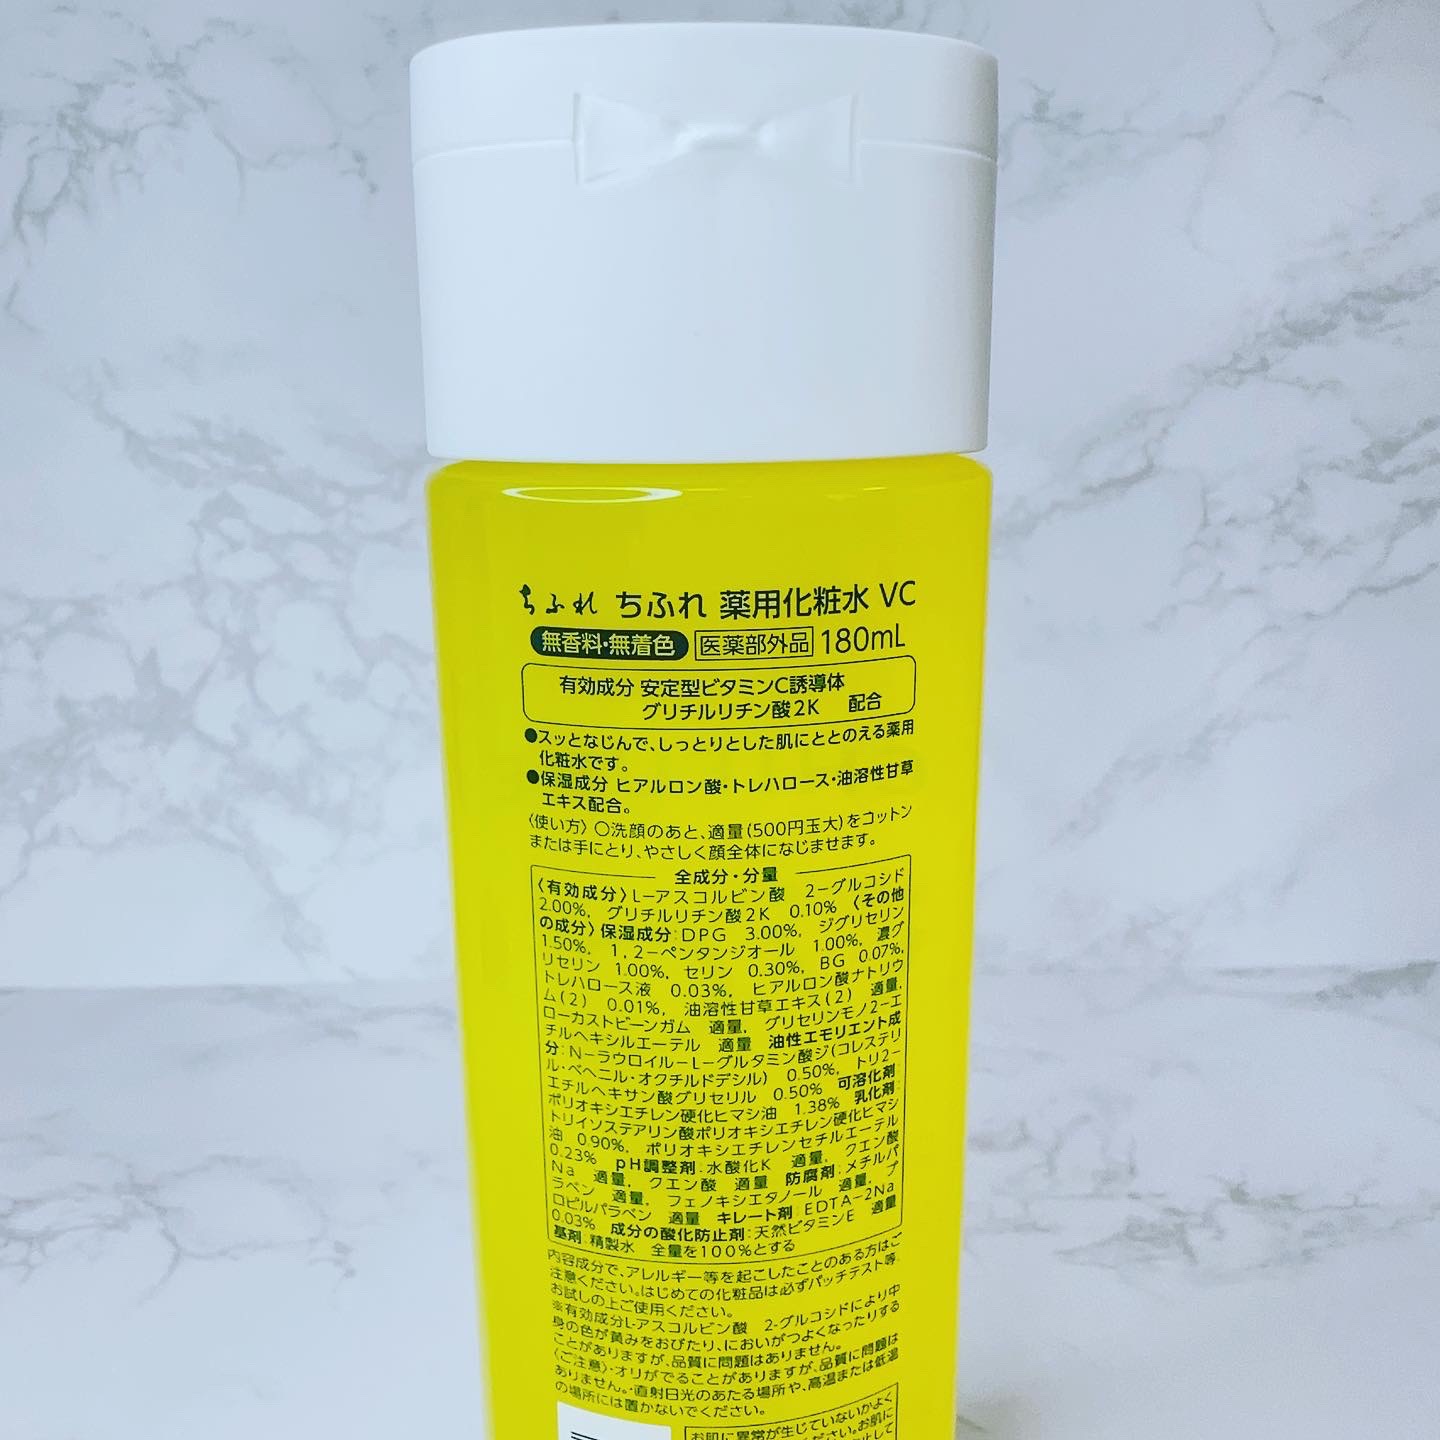 ちふれ ちふれ 薬用化粧水 VC
無香料・無着色 医薬部外品 180mL
有効成分 安定型ビタミンC誘導体
グリチルリチン酸2K 配合
●スッとなじんで、しっとりとした肌にととのえる薬用
化粧水です。
●保湿成分 ヒアルロン酸・トレハロース・油溶性甘草
エキス配合。
〈使い方〉○洗顔のあと、適量(500円玉大)をコットン
または手にとり、やさしく顔全体になじませます。
全成分・分量
〈有効成分〉L-アスコルビン酸 2-グルコシド
2.00%, グリチルリチン酸2K 0.10% 〈その他
の成分〉保湿成分:DPG 3.00%, ジグリセリン
1.50%, 1,2-ペンタンジオール 1.00%, 濃グ
リセリン 1.00%, セリン 0.30%, BG 0.07%,
トレハロース液 0.03%, ヒアルロン酸ナトリウ
ム(2) 0.01%, 油溶性甘草エキス(2) 適量,
ローカストビーンガム 適量, グリセリンモノ2-エ
チルヘキシルエーテル 適量 油性エモリエント成
分:N-ラウロイル-L-グルタミン酸ジ(コレステリ
ル・ベヘニル・オクチルドデシル) 0.50%, トリ2-
エチルヘキサン酸グリセリル 0.50% 可溶化剤:
ポリオキシエチレン硬化ヒマシ油 1.38% 乳化剤:
トリイソステアリン酸ポリオキシエチレン硬化ヒマシ
油 0.90%, ポリオキシエチレンセチルエーテル
0.23% pH調整剤:水酸化K 適量, クエン酸
Na 適量, クエン酸 適量 防腐剤:メチルパ
ラベン 適量, フェノキシエタノール 適量, プ
ロピルパラベン 適量 キレート剤:EDTA-2Na
0.03% 成分の酸化防止剤:天然ビタミンE 適量
基剤:精製水 全量を100%とする
内容成分で、アレルギー等を起こしたことのある方はご
注意ください。はじめての化粧品は必ずパッチテスト等、
お試しの上ご使用ください。
※有効成分L-アスコルビン酸 2-グルコシドにより中
身の色が黄みをおびたり、においがつよくなったりする
ことがありますが、品質に問題はありません。
〈ご注意〉・オリがでることがありますが、品質に問題は
ありません。・直射日光のあたる場所や、高温または低温
の場所には置かないでください。
お肌に異常が生じていないかよく
ください。お肌に